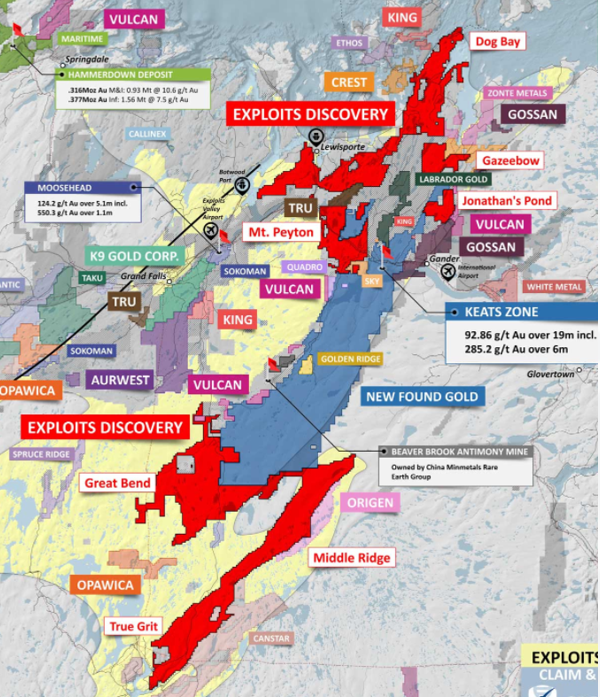 VULCAN
KING
MARITIME
ETHOS
Dog Bay
Springdale
HAMMERDOWN DEPOSIT
.316Moz Au M&I: 0.93 Mt @ 10.6 g/t Au
.377Moz Au Inf: 1.56 Mt @ 7.5 g/t Au
CREST
ZONTE METALS
GOSSAN
EXPLOITS DISCOVERY
CALLINEX
Lewisporte
Gazeebow
Botwood
Port
LABRADOR GOLD
MOOSEHEAD
124.2 g/t Au over 5.1m incl.
550.3 g/t Au over 1.1m
Exploits
Valley
Airport
TRU
Jonathan's Pond
Mt. Peyton
KING
VULCAN
GOSSAN
K9 GOLD CORP.
Gander
International
Airport
TAKU
Grand Falls
SOKOMAN
QUADRO
SKY
ANTIC
TRU
VULCAN
WHITE METAL
KEATS ZONE
92.86 g/t Au over 19m incl.
285.2 g/t Au over 6m
KING
SOKOMAN
GOLDEN RIDGE
Glovertown
OPAWICA
AURWEST
VULCAN
NEW FOUND GOLD
EXPLOITS DISCOVERY
SPRUCE RIDGE
BEAVER BROOK ANTIMONY MINE
Owned by China Minmetals Rare
Earth Group
Great Bend
ORIGEN
Middle Ridge
OPAWICA
True Grit
CANSTAR
EXPLOITS
CLAIM &